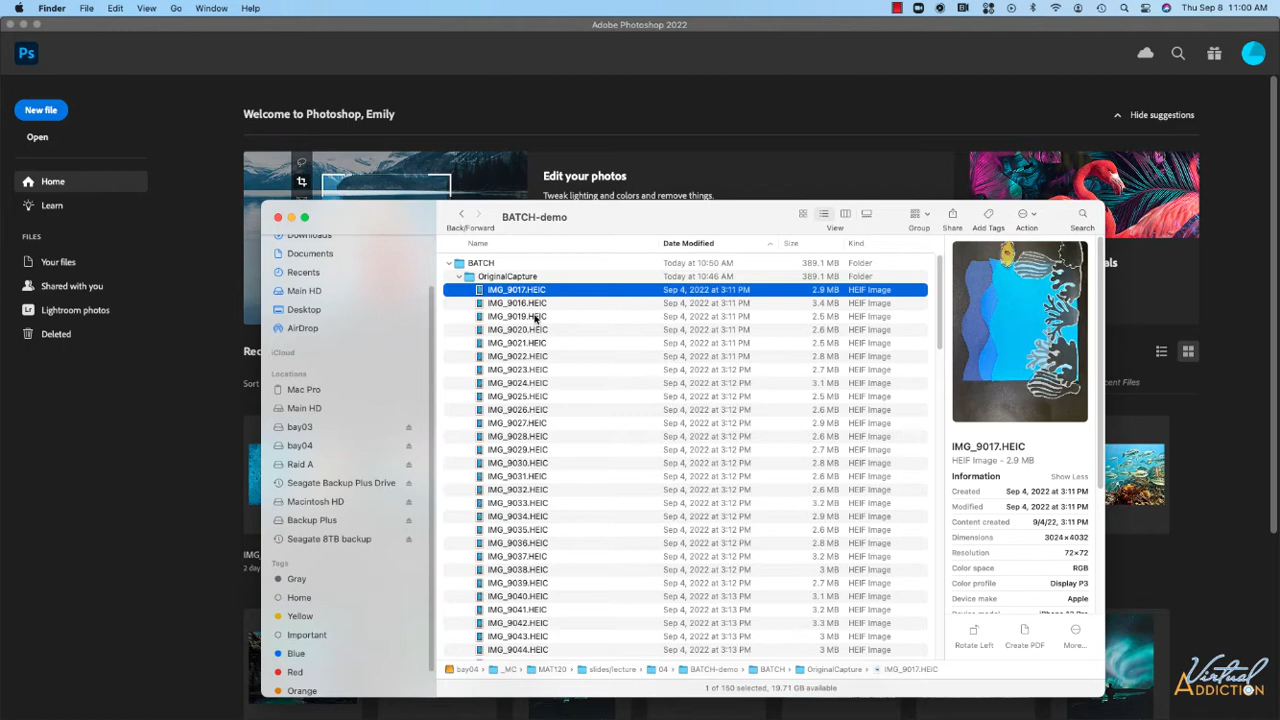 Finder File Edit View Go Window Help Thu Sep 8 11:00 AM
Adobe Photoshop 2022
Ps
New file
Open
Home
Learn
FILES
Your files
Shared with you
Lightroom photos
Deleted
Welcome to Photoshop, Emily
Hide suggestions
Edit your photos
Tweak lighting and colors and remove things.
BATCH-demo
Back/Forward View Group Share Add Tags Action Search
Downloads
Documents
Recents
Main HD
Desktop
AirDrop
iCloud
Locations
Mac Pro
Main HD
bay03
bay04
Raid A
Seagate Backup Plus Drive
Macintosh HD
Backup Plus
Seagate 8TB backup
Tags
Gray
Home
Yellow
Important
Blue
Red
Orange
Name Date Modified Size Kind
BATCH Today at 10:50 AM 389.1 MB Folder
OriginalCapture Today at 10:46 AM 389.1 MB Folder
IMG_9017.HEIC Sep 4, 2022 at 3:11 PM 2.9 MB HEIF Image
IMG_9016.HEIC Sep 4, 2022 at 3:11 PM 3.4 MB HEIF Image
IMG_9019.HEIC Sep 4, 2022 at 3:11 PM 2.5 MB HEIF Image
IMG_9020.HEIC Sep 4, 2022 at 3:11 PM 2.6 MB HEIF Image
IMG_9021.HEIC Sep 4, 2022 at 3:11 PM 2.6 MB HEIF Image
IMG_9022.HEIC Sep 4, 2022 at 3:11 PM 2.8 MB HEIF Image
IMG_9023.HEIC Sep 4, 2022 at 3:12 PM 2.7 MB HEIF Image
IMG_9024.HEIC Sep 4, 2022 at 3:12 PM 3.1 MB HEIF Image
IMG_9025.HEIC Sep 4, 2022 at 3:12 PM 2.5 MB HEIF Image
IMG_9026.HEIC Sep 4, 2022 at 3:12 PM 2.6 MB HEIF Image
IMG_9027.HEIC Sep 4, 2022 at 3:12 PM 2.9 MB HEIF Image
IMG_9028.HEIC Sep 4, 2022 at 3:12 PM 2.6 MB HEIF Image
IMG_9029.HEIC Sep 4, 2022 at 3:12 PM 2.6 MB HEIF Image
IMG_9030.HEIC Sep 4, 2022 at 3:12 PM 2.8 MB HEIF Image
IMG_9031.HEIC Sep 4, 2022 at 3:12 PM 2.6 MB HEIF Image
IMG_9032.HEIC Sep 4, 2022 at 3:12 PM 2.6 MB HEIF Image
IMG_9033.HEIC Sep 4, 2022 at 3:12 PM 3.2 MB HEIF Image
IMG_9034.HEIC Sep 4, 2022 at 3:12 PM 2.9 MB HEIF Image
IMG_9035.HEIC Sep 4, 2022 at 3:12 PM 2.6 MB HEIF Image
IMG_9036.HEIC Sep 4, 2022 at 3:12 PM 2.8 MB HEIF Image
IMG_9037.HEIC Sep 4, 2022 at 3:12 PM 3.2 MB HEIF Image
IMG_9038.HEIC Sep 4, 2022 at 3:12 PM 3 MB HEIF Image
IMG_9039.HEIC Sep 4, 2022 at 3:12 PM 2.7 MB HEIF Image
IMG_9040.HEIC Sep 4, 2022 at 3:13 PM 3.1 MB HEIF Image
IMG_9041.HEIC Sep 4, 2022 at 3:13 PM 3.2 MB HEIF Image
IMG_9042.HEIC Sep 4, 2022 at 3:13 PM 3.3 MB HEIF Image
IMG_9043.HEIC Sep 4, 2022 at 3:13 PM 3 MB HEIF Image
IMG_9044.HEIC Sep 4, 2022 at 3:13 PM 3 MB HEIF Image
IMG_9017.HEIC
HEIF Image - 2.9 MB
Information Show Less
Created Sep 4, 2022, 3:11 PM
Modified Sep 4, 2022, 3:11 PM
Content created 9/4/22, 3:11 PM
Dimensions 3024×4032
Resolution 72×72
Color space RGB
Color profile Display P3
Device make Apple
Rotate Left Create PDF More...
bay04 › _MC › MAT120 › slides/lecture › 04 › BATCH-demo › BATCH › OriginalCapture › IMG_9017.HEIC
1 of 150 selected, 19.71 GB available
Sort
ecent Files
IMG_
2 day
Virtual
ADDICTION